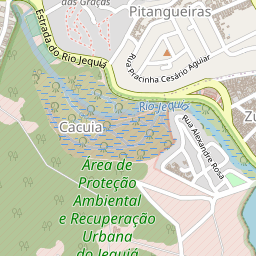 das Graças
Pitangueiras
Estrada do Rio Jequiá
Rua Pracinha Cesário Aguiar
Rio Jequiá
Cacuia
Rua Alexandre Rosa
Área de
Proteção
Ambiental
e Recuperação
Urbana
do Jequiá